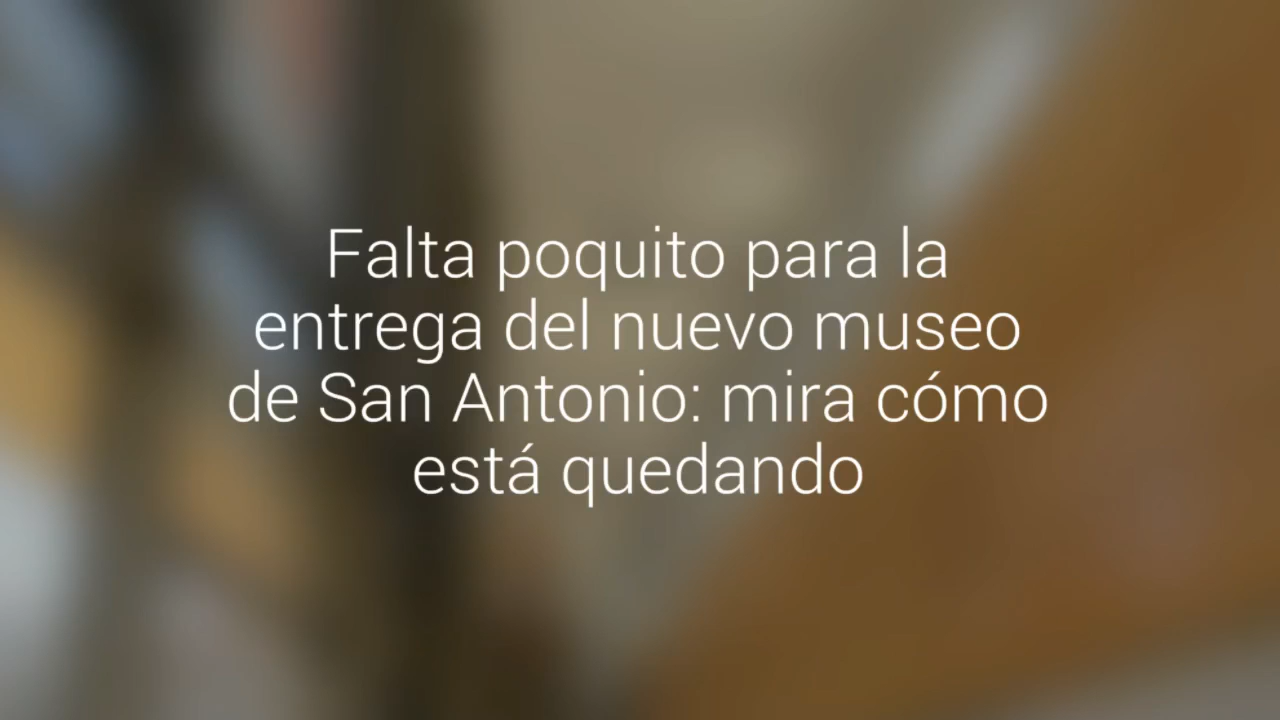 Falta poquito para la
entrega del nuevo museo
de San Antonio: mira cómo
está quedando